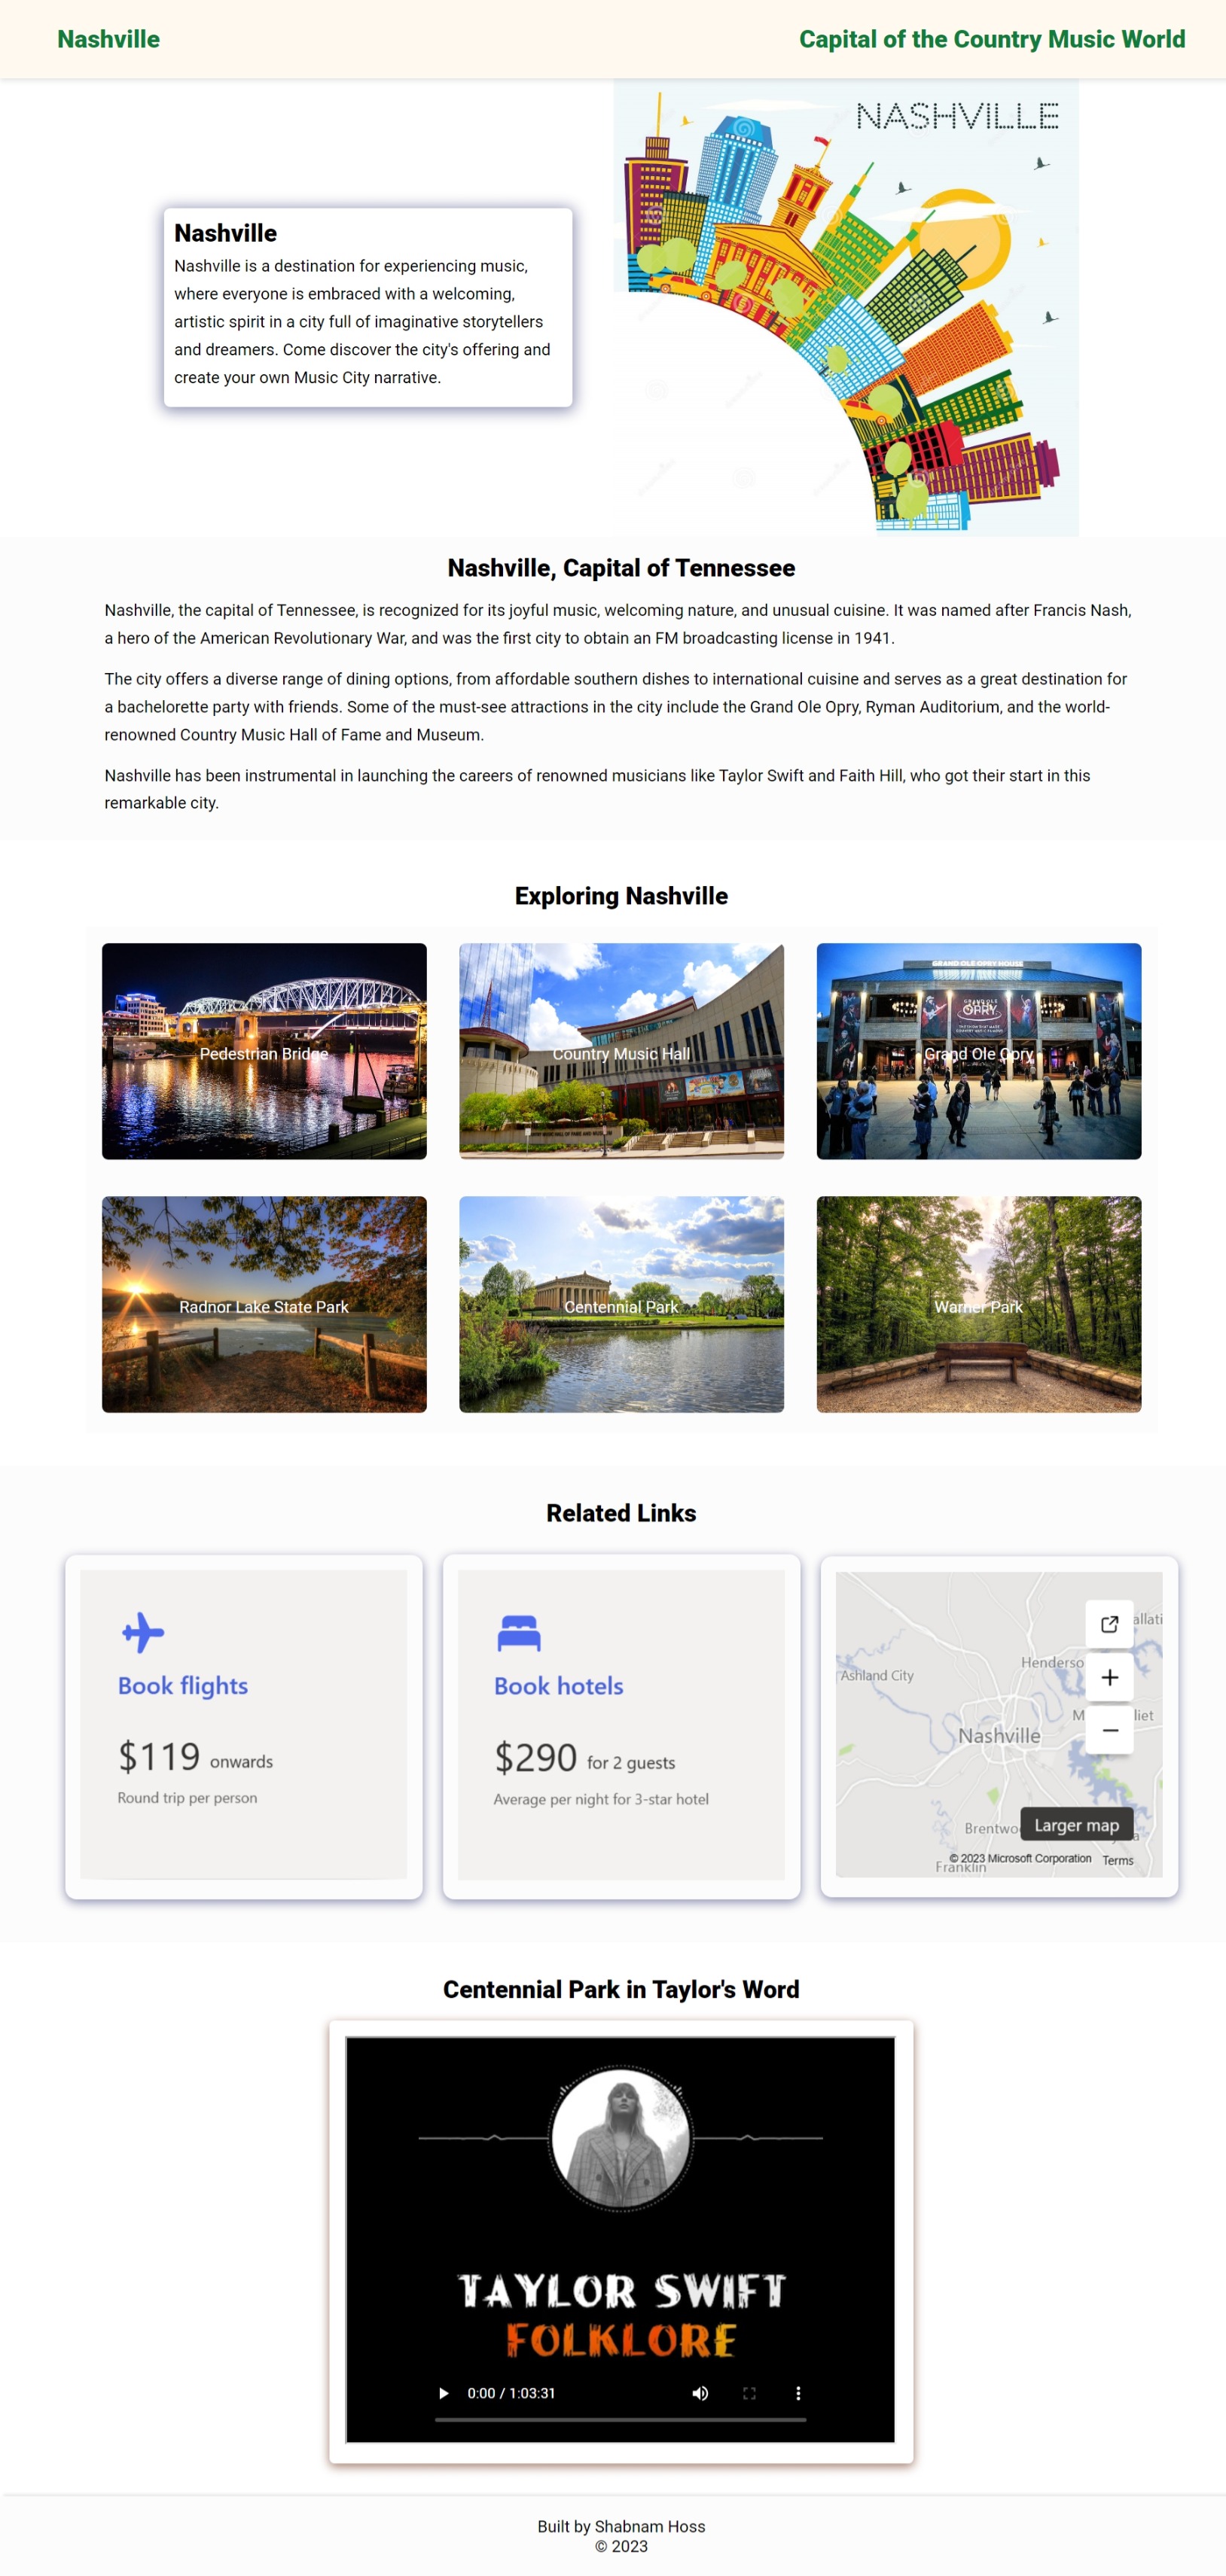 Nashville
Capital of the Country Music World
NASHVILLE
Nashville
Nashville is a destination for experiencing music,
where everyone is embraced with a welcoming,
artistic spirit in a city full of imaginative storytellers
and dreamers. Come discover the city's offering and
create your own Music City narrative.
Nashville, Capital of Tennessee
Nashville, the capital of Tennessee, is recognized for its joyful music, welcoming nature, and unusual cuisine. It was named after Francis Nash,
a hero of the American Revolutionary War, and was the first city to obtain an FM broadcasting license in 1941.
The city offers a diverse range of dining options, from affordable southern dishes to international cuisine and serves as a great destination for
a bachelorette party with friends. Some of the must-see attractions in the city include the Grand Ole Opry, Ryman Auditorium, and the world-
renowned Country Music Hall of Fame and Museum.
Nashville has been instrumental in launching the careers of renowned musicians like Taylor Swift and Faith Hill, who got their start in this
remarkable city.
Exploring Nashville
GRAND OLE OPRY HOUSE
GRAND OLE
OPRY
Pedestrian Bridge
Country Music Hall
Grand Ole Opry
Radnor Lake State Park
Centennial Park
Warner Park
Related Links
Book flights
$119 onwards
Round trip per person
Book hotels
$290 for 2 guests
Average per night for 3-star hotel
allati
Henderso
Ashland City
M liet
Nashville
Brentwo
Larger map
a
© 2023 Microsoft Corporation Terms
Franklin
Centennial Park in Taylor's Word
TAYLOR SWIFT
FOLKLORE
0:00 / 1:03:31
Built by Shabnam Hoss
© 2023